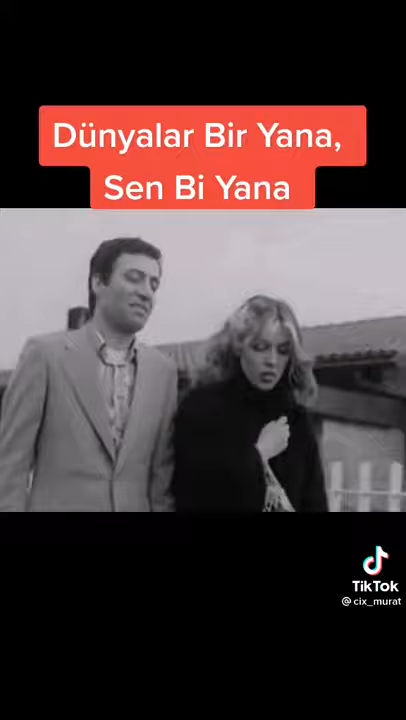 Dünyalar Bir Yana,
Sen Bi Yana
TikTok
@ cix_murat